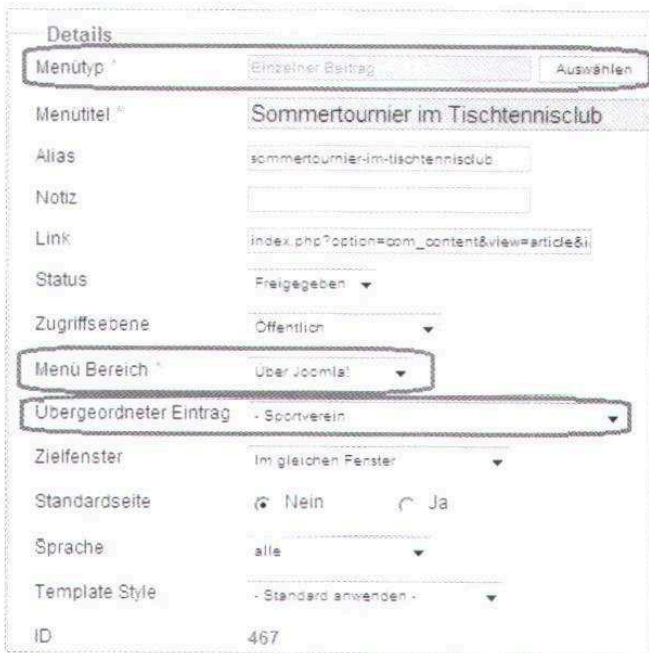 Details
Menütyp * Einzelner Beitrag Auswählen
Menütitel * Sommertournier im Tischtennisclub
Alias sommertournier-im-tischtennisclub
Notiz
Link index.php?option=com_content&view=article&i
Status Freigegeben
Zugriffsebene Öffentlich
Menü Bereich * Über Joomla!
Übergeordneter Eintrag - Sportverein
Zielfenster Im gleichen Fenster
Standardseite Nein Ja
Sprache alle
Template Style - Standard anwenden -
ID 467